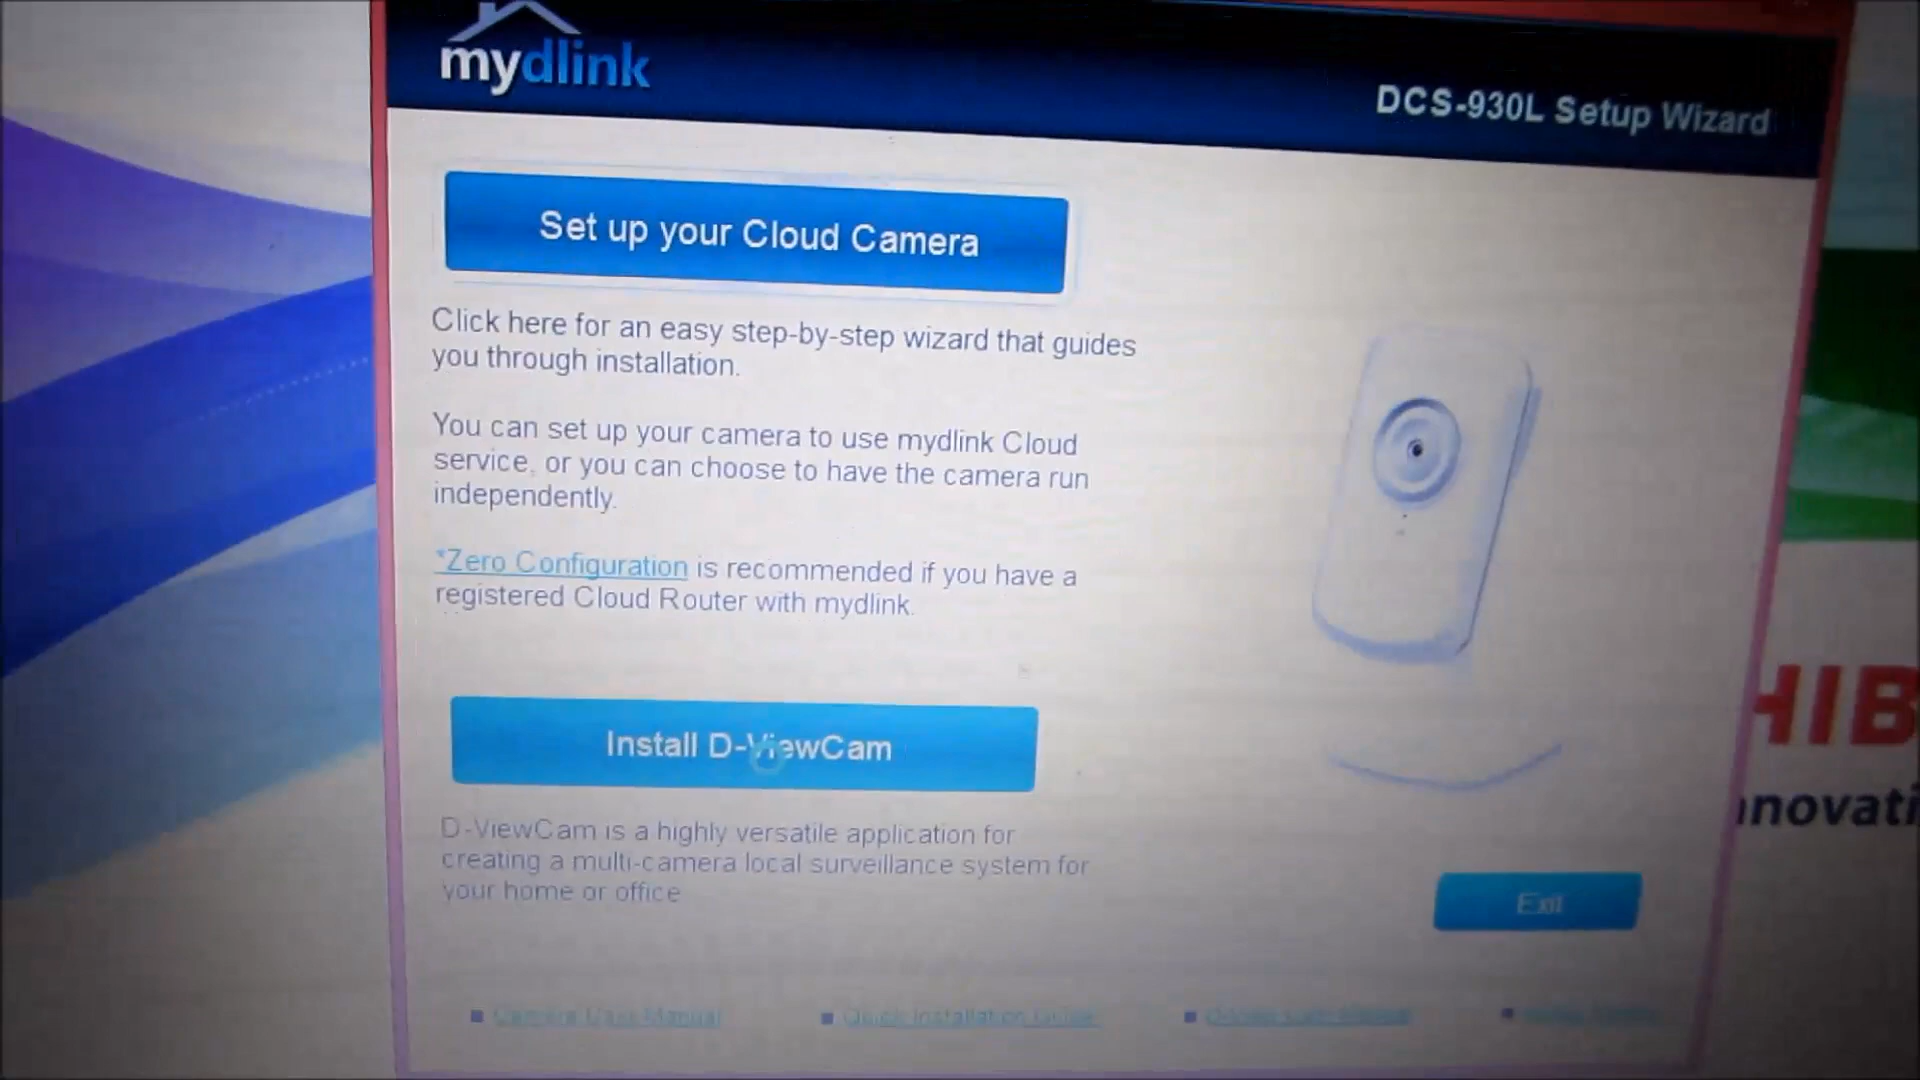 mydlink
DCS-930L Setup Wizard
Set up your Cloud Camera
Click here for an easy step-by-step wizard that guides
you through installation.
You can set up your camera to use mydlink Cloud
service, or you can choose to have the camera run
independently.
*Zero Configuration is recommended if you have a
registered Cloud Router with mydlink.
Install D-ViewCam
D-ViewCam is a highly versatile application for
creating a multi-camera local surveillance system for
your home or office
HIB
nnovati
Exit
Camera User Manual
Quick Installation Guide